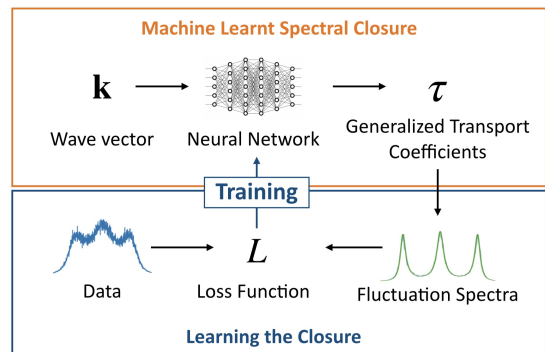 Machine Learnt Spectral Closure
k
τ
Wave vector
Neural Network
Generalized Transport
Coefficients
Training
L
Data
Loss Function
Fluctuation Spectra
Learning the Closure